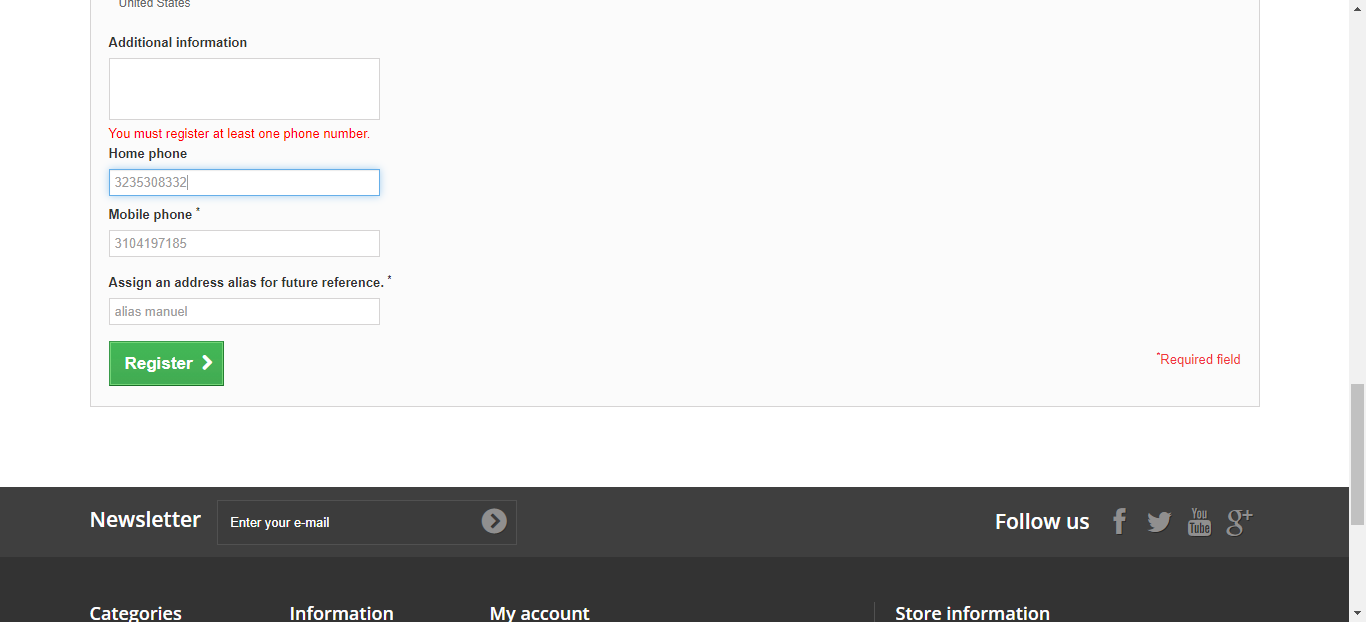 United States
Additional information
You must register at least one phone number.
Home phone
3235308332
Mobile phone *
3104197185
Assign an address alias for future reference. *
alias manuel
Register
*Required field
Newsletter
Enter your e-mail
Follow us
You
Tube
g+
Categories
Information
My account
Store information